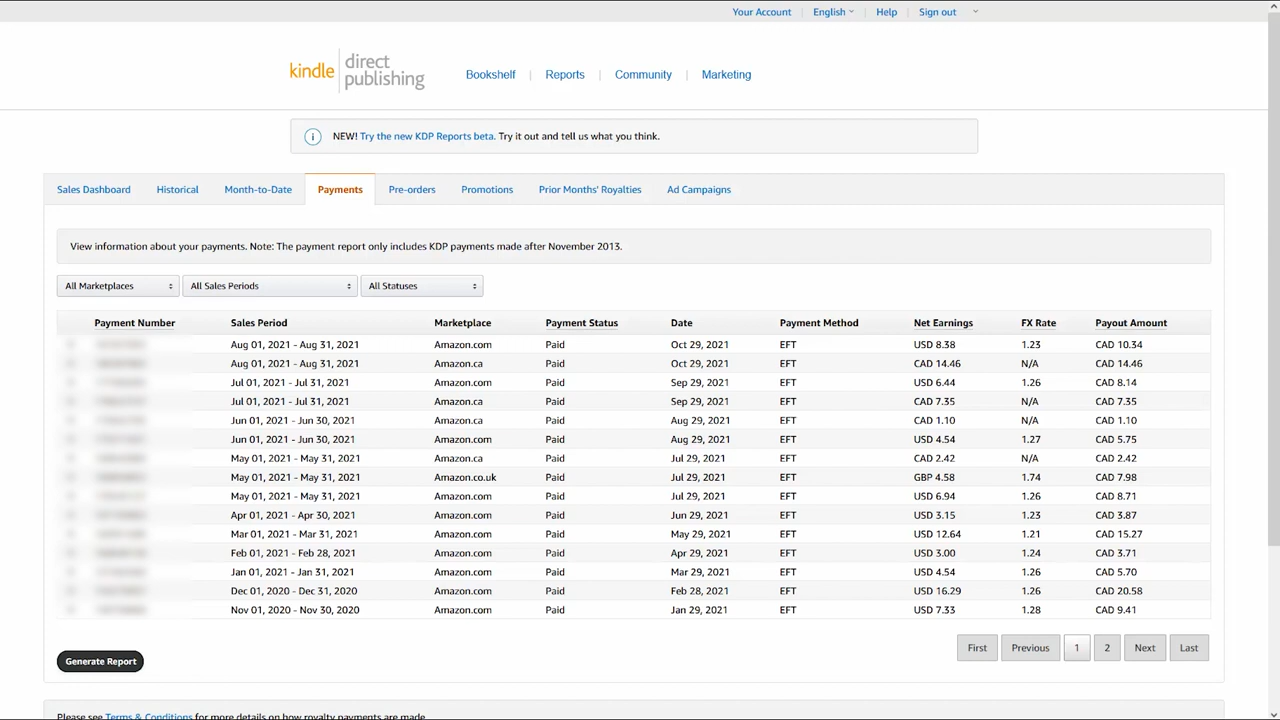 Your Account English Help Sign out
kindle direct publishing Bookshelf Reports Community Marketing
NEW! Try the new KDP Reports beta. Try it out and tell us what you think.
Sales Dashboard Historical Month-to-Date Payments Pre-orders Promotions Prior Months' Royalties Ad Campaigns
View information about your payments. Note: The payment report only includes KDP payments made after November 2013.
All Marketplaces All Sales Periods All Statuses
Payment Number Sales Period Marketplace Payment Status Date Payment Method Net Earnings FX Rate Payout Amount
Aug 01, 2021 - Aug 31, 2021 Amazon.com Paid Oct 29, 2021 EFT USD 8.38 1.23 CAD 10.34
Aug 01, 2021 - Aug 31, 2021 Amazon.ca Paid Oct 29, 2021 EFT CAD 14.46 N/A CAD 14.46
Jul 01, 2021 - Jul 31, 2021 Amazon.com Paid Sep 29, 2021 EFT USD 6.44 1.26 CAD 8.14
Jul 01, 2021 - Jul 31, 2021 Amazon.ca Paid Sep 29, 2021 EFT CAD 7.35 N/A CAD 7.35
Jun 01, 2021 - Jun 30, 2021 Amazon.ca Paid Aug 29, 2021 EFT CAD 1.10 N/A CAD 1.10
Jun 01, 2021 - Jun 30, 2021 Amazon.com Paid Aug 29, 2021 EFT USD 4.54 1.27 CAD 5.75
May 01, 2021 - May 31, 2021 Amazon.ca Paid Jul 29, 2021 EFT CAD 2.42 N/A CAD 2.42
May 01, 2021 - May 31, 2021 Amazon.co.uk Paid Jul 29, 2021 EFT GBP 4.58 1.74 CAD 7.98
May 01, 2021 - May 31, 2021 Amazon.com Paid Jul 29, 2021 EFT USD 6.94 1.26 CAD 8.71
Apr 01, 2021 - Apr 30, 2021 Amazon.com Paid Jun 29, 2021 EFT USD 3.15 1.23 CAD 3.87
Mar 01, 2021 - Mar 31, 2021 Amazon.com Paid May 29, 2021 EFT USD 12.64 1.21 CAD 15.27
Feb 01, 2021 - Feb 28, 2021 Amazon.com Paid Apr 29, 2021 EFT USD 3.00 1.24 CAD 3.71
Jan 01, 2021 - Jan 31, 2021 Amazon.com Paid Mar 29, 2021 EFT USD 4.54 1.26 CAD 5.70
Dec 01, 2020 - Dec 31, 2020 Amazon.com Paid Feb 28, 2021 EFT USD 16.29 1.26 CAD 20.58
Nov 01, 2020 - Nov 30, 2020 Amazon.com Paid Jan 29, 2021 EFT USD 7.33 1.28 CAD 9.41
First Previous 1 2 Next Last
Generate Report
Please see Terms & Conditions for more details on how royalty payments are made